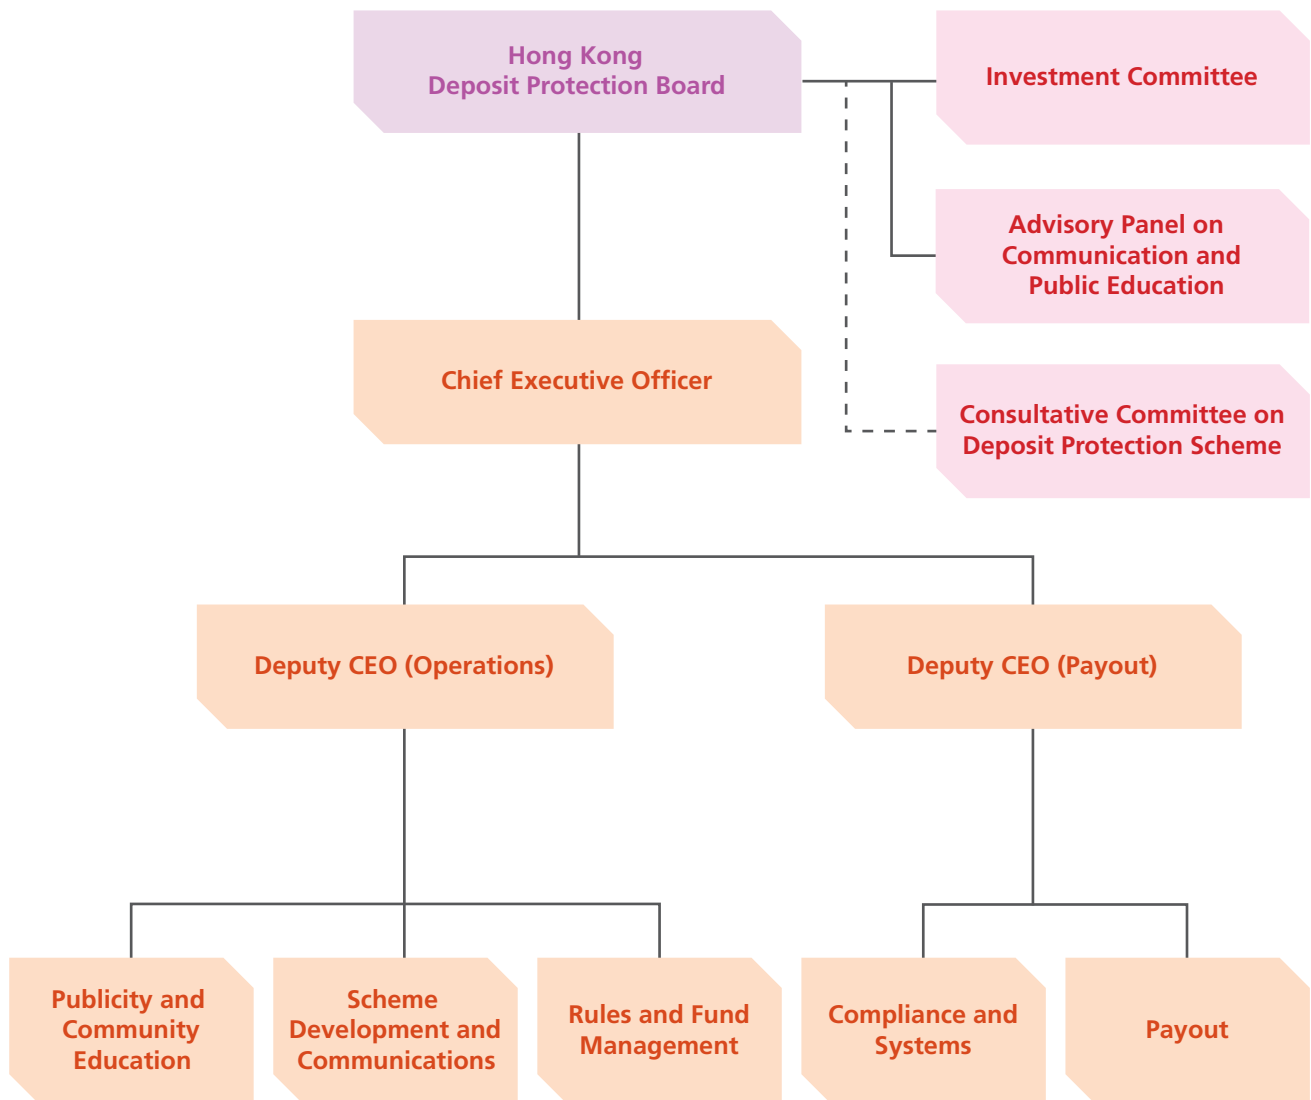 Hong Kong
Deposit Protection Board
Investment Committee
Advisory Panel on
Communication and
Public Education
Chief Executive Officer
Consultative Committee on
Deposit Protection Scheme
Deputy CEO (Operations)
Deputy CEO (Payout)
Publicity and
Community
Education
Scheme
Development and
Communications
Rules and Fund
Management
Compliance and
Systems
Payout